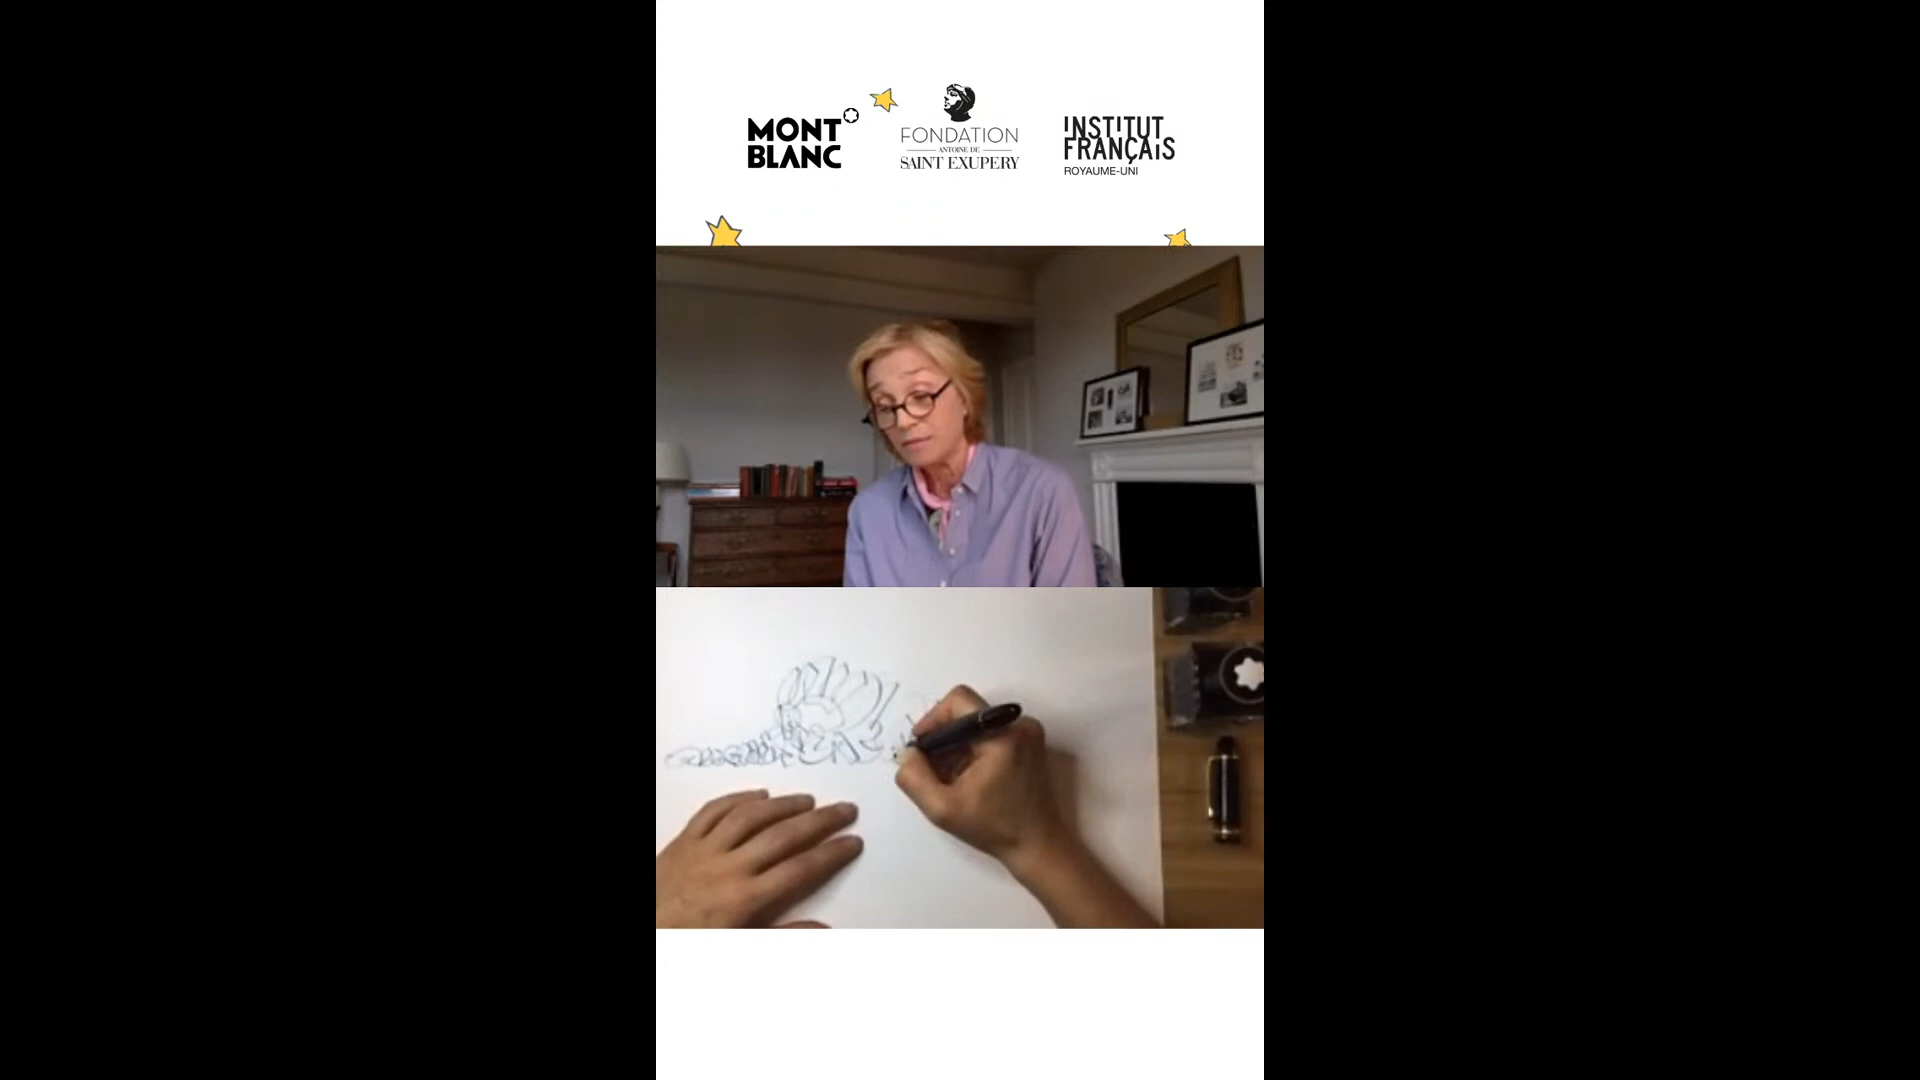 MONT
BLANC
FONDATION
ANTOINE DE
SAINT EXUPERY
INSTITUT
FRANÇAIS
ROYAUME-UNI